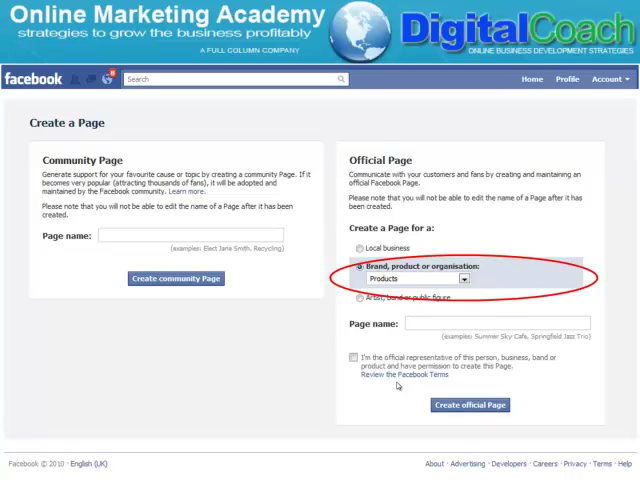 Online Marketing Academy
strategies to grow the business profitably
A FULL COLUMN COMPANY
DigitalCoach
ONLINE BUSINESS DEVELOPMENT STRATEGIES
facebook
Search
Home Profile Account
Create a Page
Community Page
Generate support for your favourite cause or topic by creating a community Page. If it
becomes very popular (attracting thousands of fans), it will be adopted and
maintained by the Facebook community. Learn more.
Please note that you will not be able to edit the name of a Page after it has been
created.
Page name:
(examples: Elect Jane Smith, Recycling)
Create community Page
Official Page
Communicate with your customers and fans by creating and maintaining an
official Facebook Page.
Please note that you will not be able to edit the name of a Page after it has been
created.
Create a Page for a:
Local business
Brand, product or organisation:
Products
Artist, band or public figure
Page name:
(examples: Summer Sky Cafe, Springfield Jazz Trio)
I'm the official representative of this person, business, band or
product and have permission to create this Page.
Review the Facebook Terms
Create official Page
Facebook © 2010 · English (UK)
About · Advertising · Developers · Careers · Privacy · Terms · Help